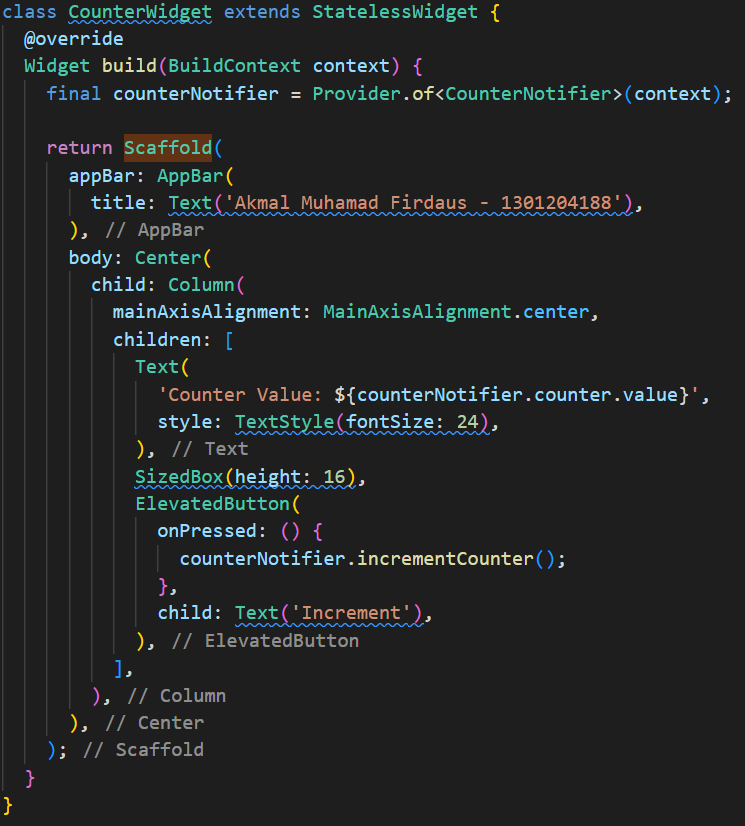 class CounterWidget extends StatelessWidget {
  @override
  Widget build(BuildContext context) {
    final counterNotifier = Provider.of<CounterNotifier>(context);

    return Scaffold(
      appBar: AppBar(
        title: Text('Akmal Muhamad Firdaus - 1301204188'),
      ), // AppBar
      body: Center(
        child: Column(
          mainAxisAlignment: MainAxisAlignment.center,
          children: [
            Text(
              'Counter Value: ${counterNotifier.counter.value}',
              style: TextStyle(fontSize: 24),
            ), // Text
            SizedBox(height: 16),
            ElevatedButton(
              onPressed: () {
                counterNotifier.incrementCounter();
              },
              child: Text('Increment'),
            ), // ElevatedButton
          ],
        ), // Column
      ), // Center
    ); // Scaffold
  }
}